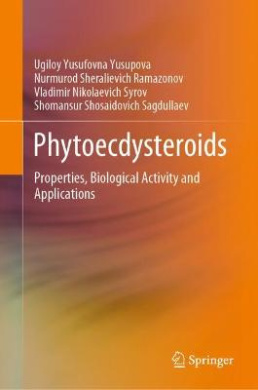 Ugiloy Yusufovna Yusupova
Nurmurod Sheralievich Ramazonov
Vladimir Nikolaevich Syrov
Shomansur Shosaidovich Sagdullaev
Phytoecdysteroids
Properties, Biological Activity and
Applications
Springer